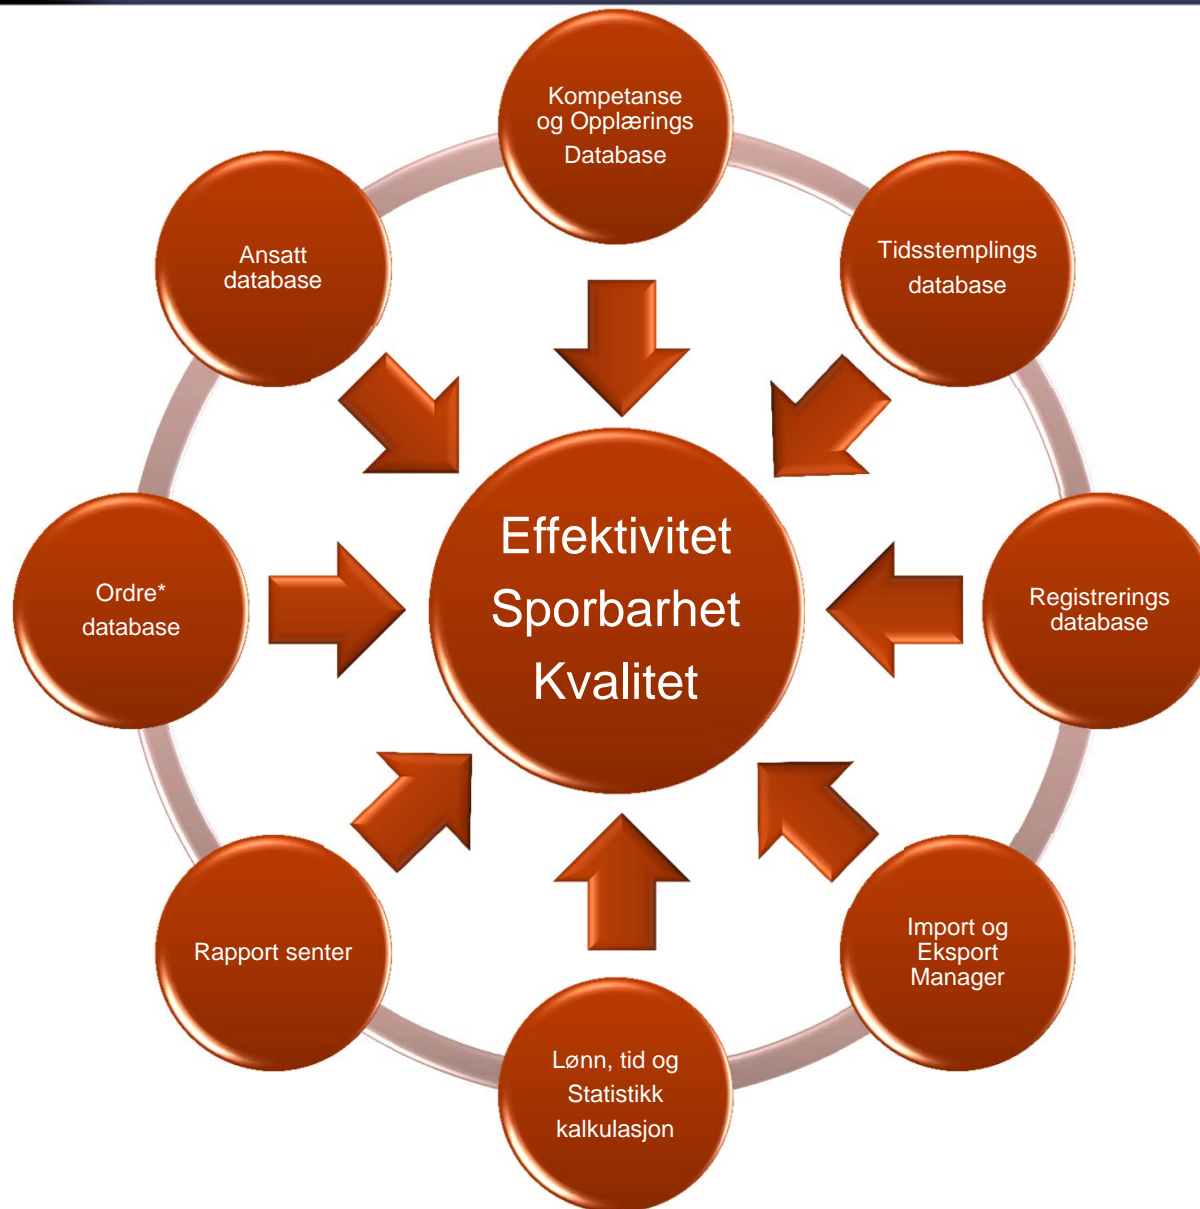 Kompetanse
og Opplærings
Database
Ansatt
database
Tidsstemplings
database
Effektivitet
Sporbarhet
Kvalitet
Ordre*
database
Registrerings
database
Rapport senter
Import og
Eksport
Manager
Lønn, tid og
Statistikk
kalkulasjon